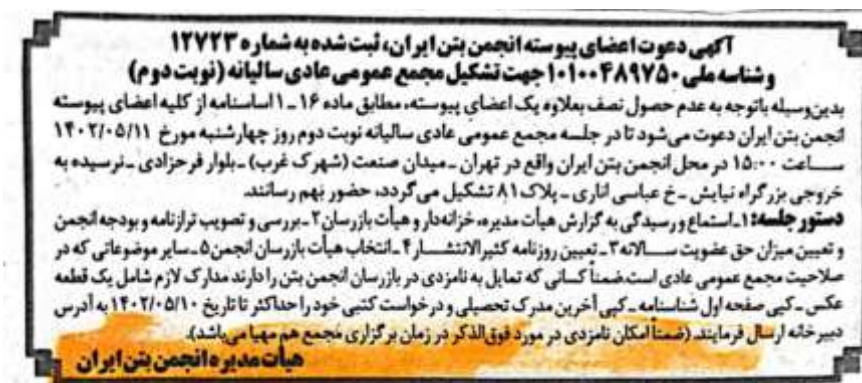 آگهی دعوت اعضای پیوسته انجمن بتن ایران، ثبت شده به شماره ۱۲۷۲۳
و شناسه ملی ۱۰۱۰۰۴۸۹۷۵۰ جهت تشکیل مجمع عمومی عادی سالیانه (نوبت دوم)
بدین‌وسیله باتوجه به عدم حصول نصف بعلاوه یک اعضای پیوسته، مطابق ماده ۱۶ ـ ۱ اساسنامه از کلیه اعضای پیوسته
انجمن بتن ایران دعوت می‌شود تا در جلسه مجمع عمومی عادی سالیانه نوبت دوم روز چهارشنبه مورخ ۱۴۰۲/۰۵/۱۱
ساعت ۱۵:۰۰ در محل انجمن بتن ایران واقع در تهران ـ میدان صنعت (شهرک غرب) ـ بلوار فرحزادی ـ نرسیده به
خروجی بزرگراه نیایش ـ خ عباسی اناری ـ پلاک ۸۱ تشکیل می‌گردد، حضور بهم رسانند.
دستور جلسه: ۱ـ استماع و رسیدگی به گزارش هیأت مدیره، خزانه‌دار و هیأت بازرسان ۲ـ بررسی و تصویب ترازنامه و بودجه انجمن
و تعیین میزان حق عضویت سالانه ۳ـ تعیین روزنامه کثیرالانتشار ۴ـ انتخاب هیأت بازرسان انجمن ۵ـ سایر موضوعاتی که در
صلاحیت مجمع عمومی عادی است. ضمناً کسانی که تمایل به نامزدی در بازرسان انجمن بتن را دارند مدارک لازم شامل یک قطعه
عکس ـ کپی صفحه اول شناسنامه ـ کپی آخرین مدرک تحصیلی و درخواست کتبی خود را حداکثر تا تاریخ ۱۴۰۲/۰۵/۱۰ به آدرس
دبیرخانه ارسال فرمایند. (ضمناً امکان نامزدی در مورد فوق‌الذکر در زمان برگزاری مجمع هم مهیا می‌باشد).
هیأت مدیره انجمن بتن ایران